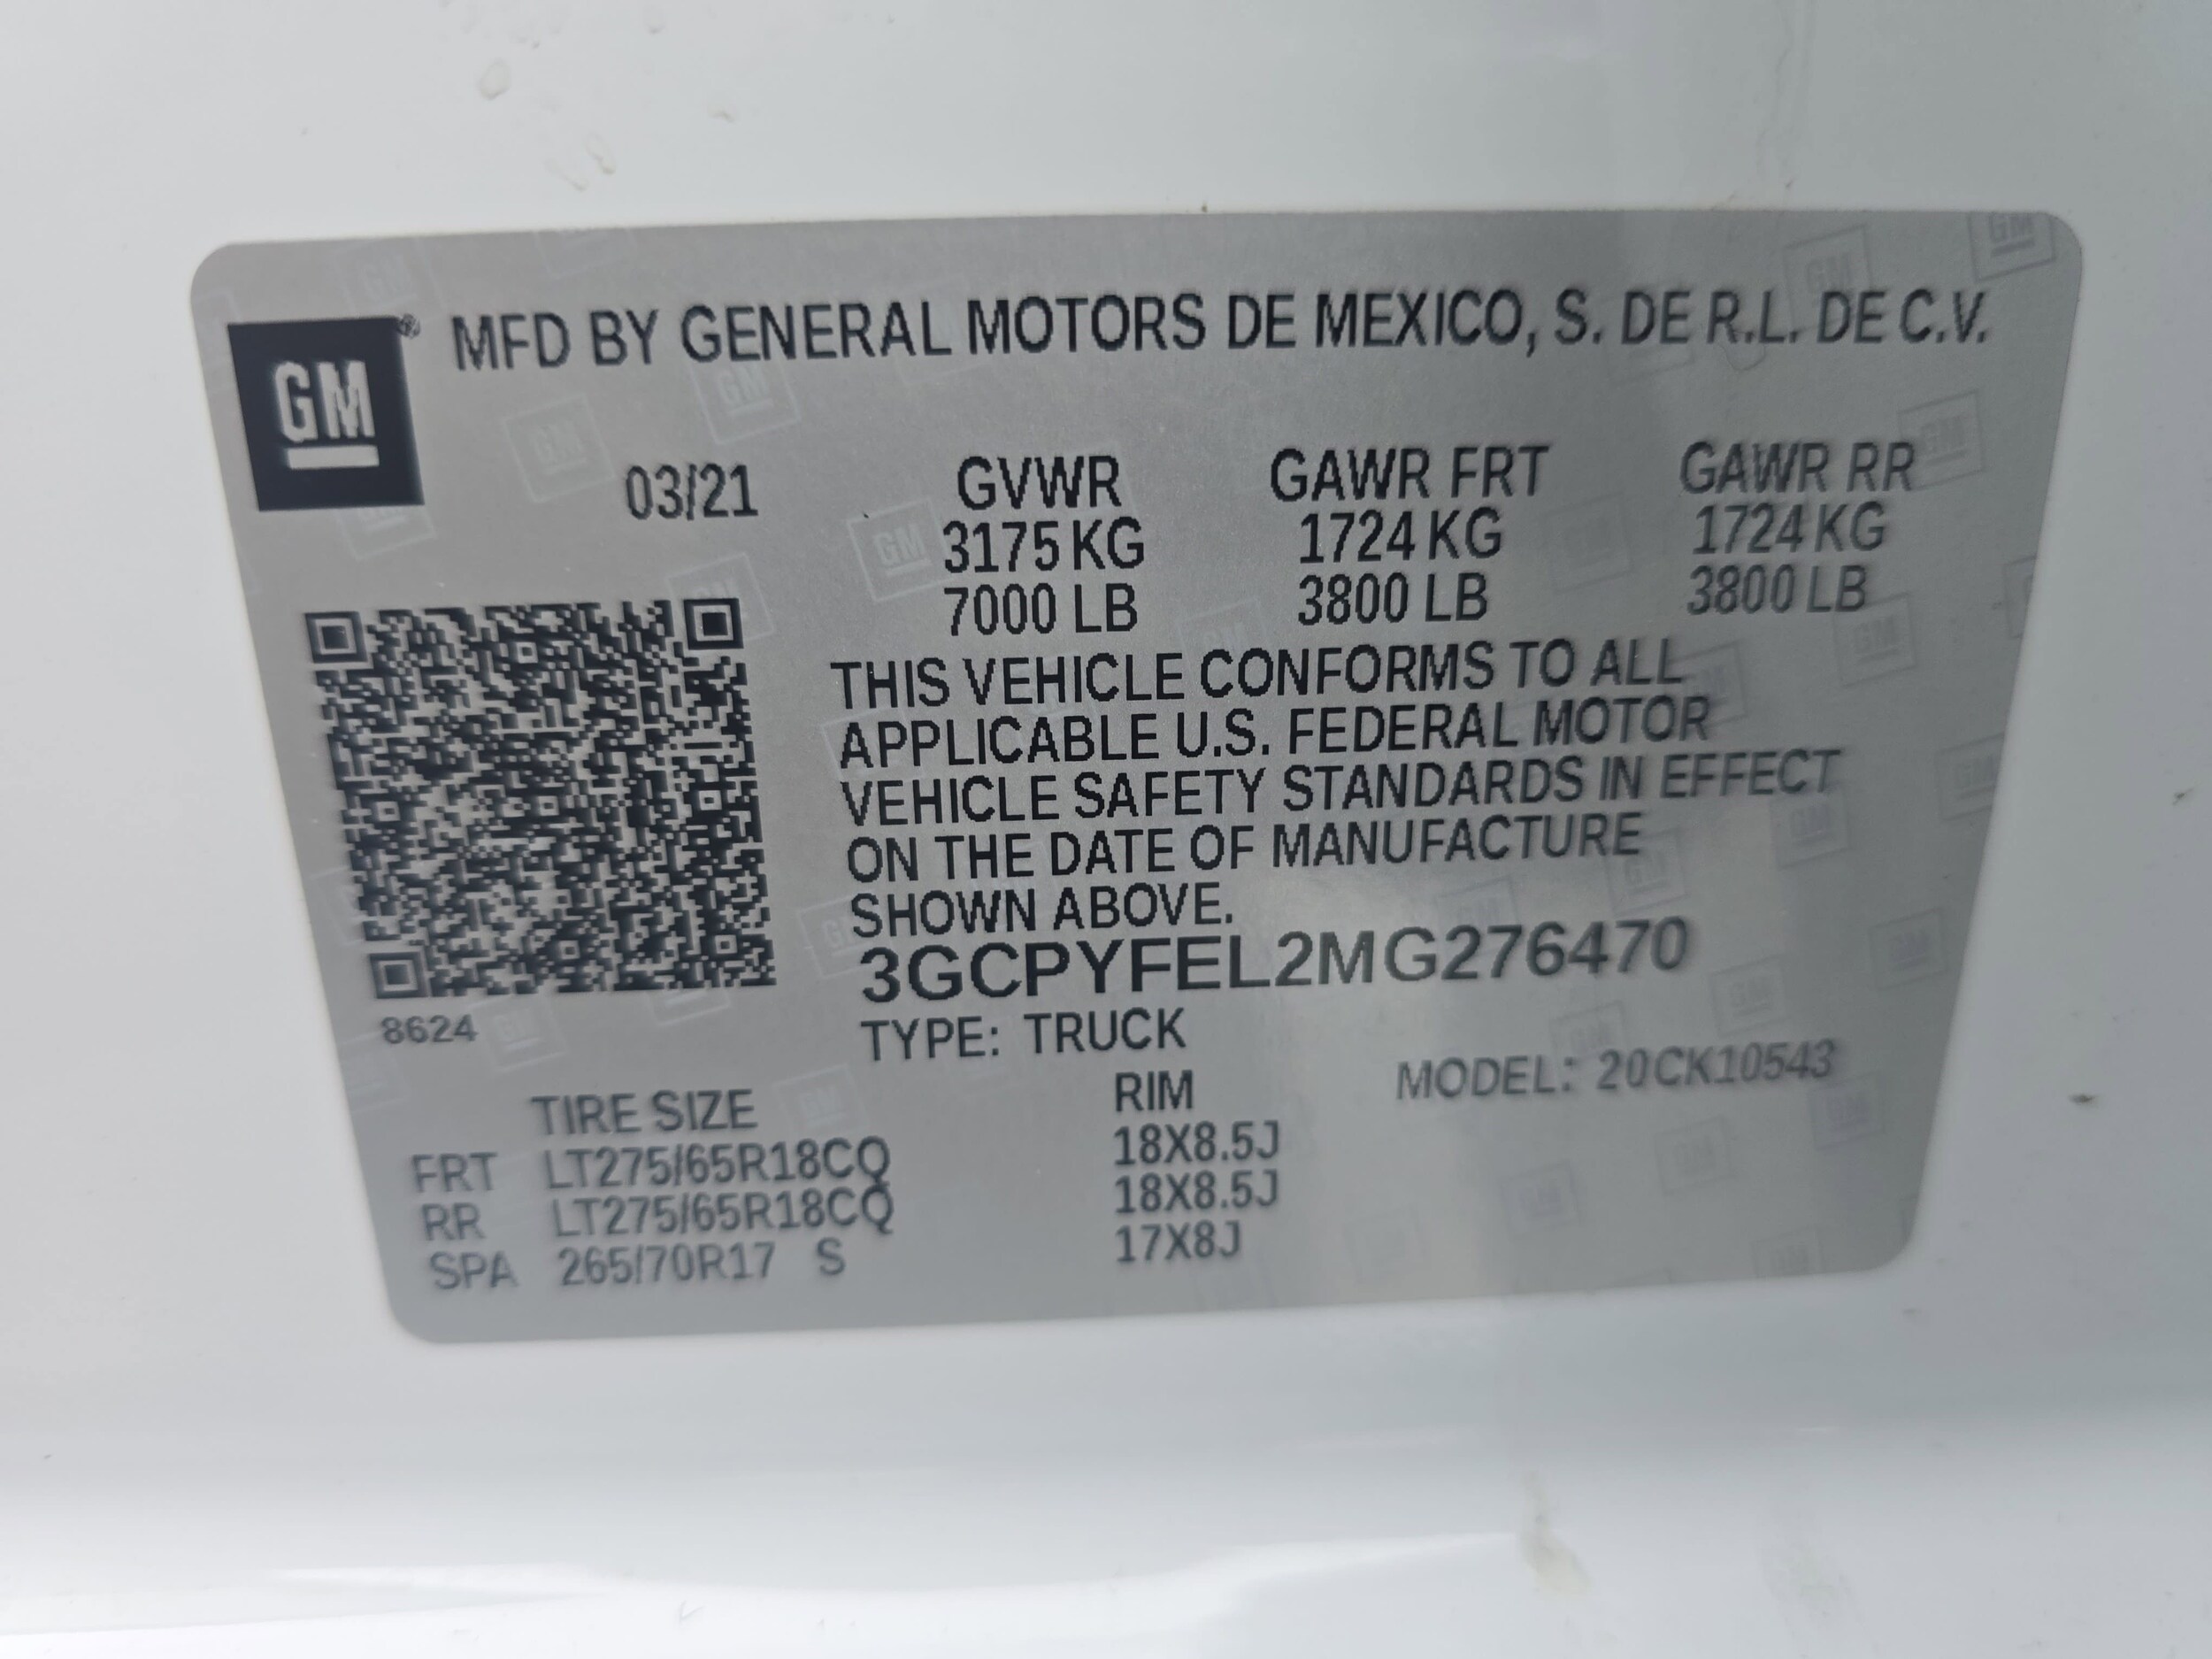 GM® MFD BY GENERAL MOTORS DE MEXICO, S. DE R.L. DE C.V.
03/21 GVWR GAWR FRT GAWR RR
3175 KG 1724 KG 1724 KG
7000 LB 3800 LB 3800 LB
THIS VEHICLE CONFORMS TO ALL
APPLICABLE U.S. FEDERAL MOTOR
VEHICLE SAFETY STANDARDS IN EFFECT
ON THE DATE OF MANUFACTURE
SHOWN ABOVE.
3GCPYFEL2MG276470
8624
TYPE: TRUCK
MODEL: 20CK10543
TIRE SIZE RIM
FRT LT275/65R18CQ 18X8.5J
RR LT275/65R18CQ 18X8.5J
SPA 265/70R17 S 17X8J